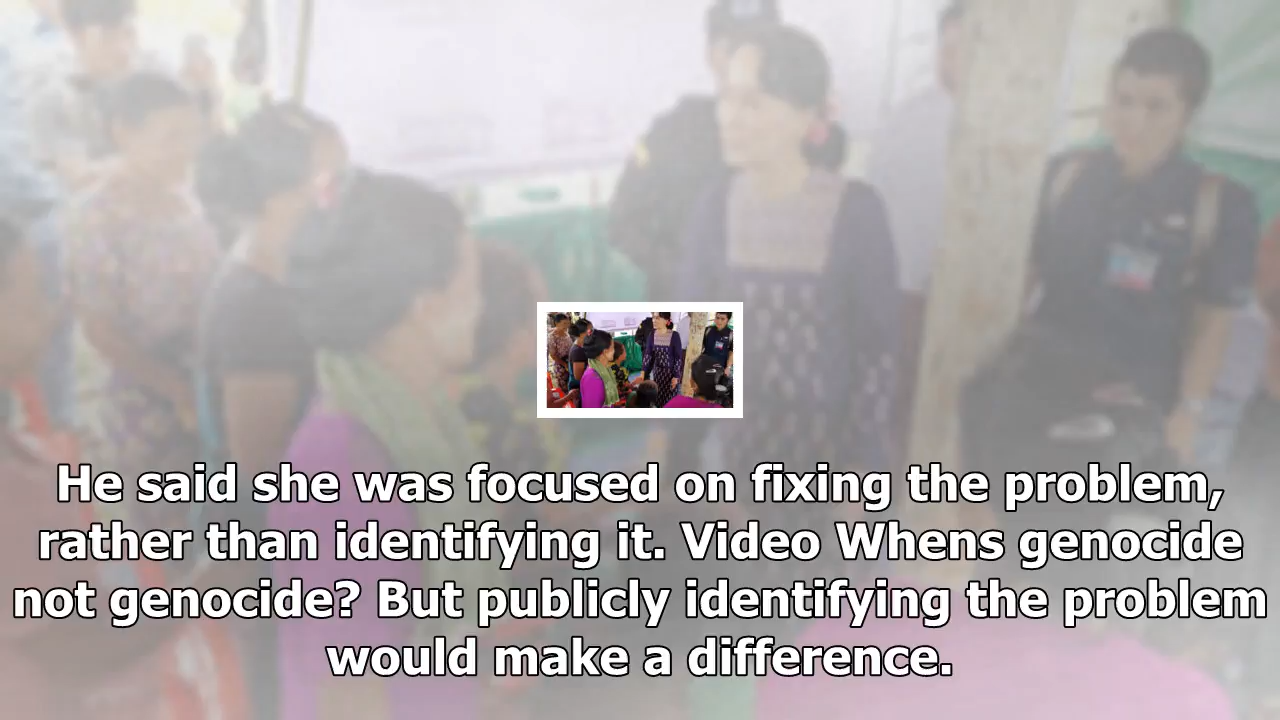 He said she was focused on fixing the problem,
rather than identifying it. Video Whens genocide
not genocide? But publicly identifying the problem
would make a difference.